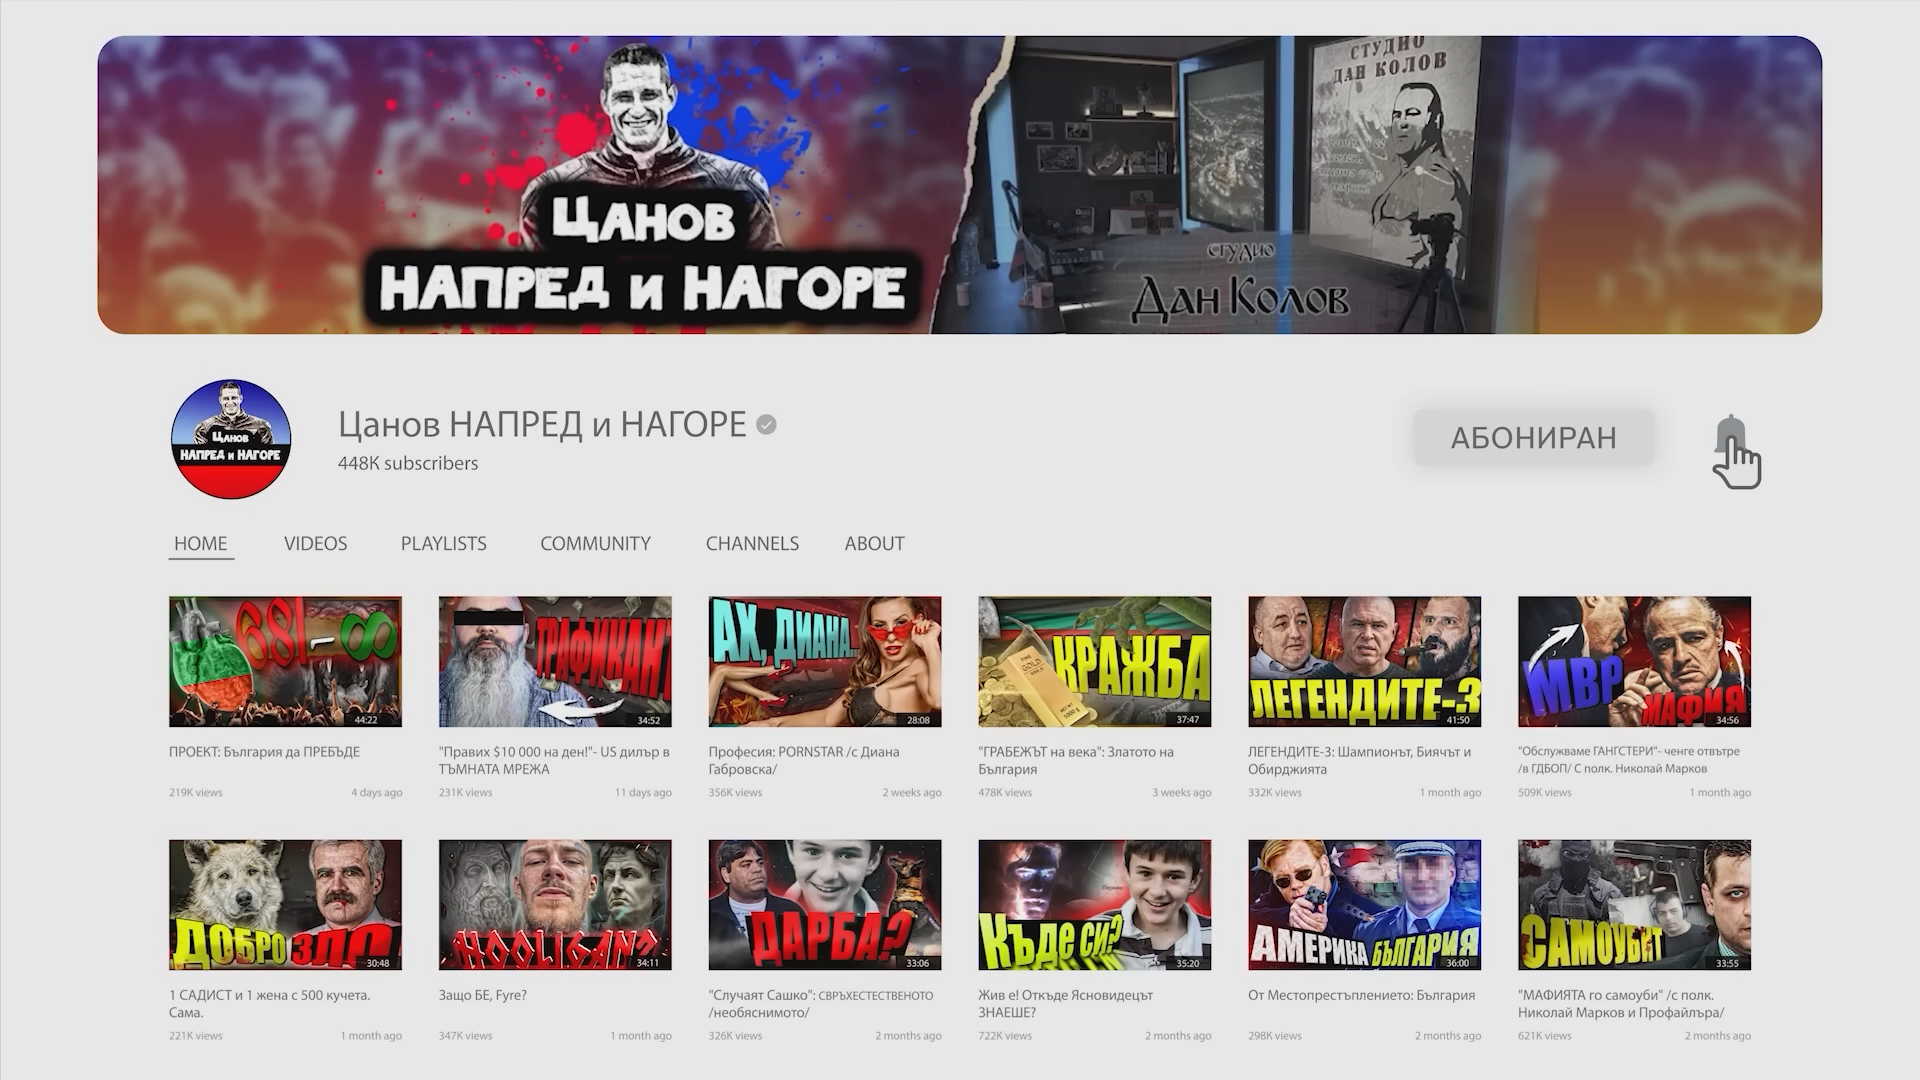 СТУДИО
ДАН КОЛОВ
ЦАНОВ
НАПРЕД и НАГОРЕ
студио
Дан Колов
ЦАНОВ
НАПРЕД и НАГОРЕ
Цанов НАПРЕД и НАГОРЕ
448K subscribers
АБОНИРАН
HOME VIDEOS PLAYLISTS COMMUNITY CHANNELS ABOUT
681-∞
44:22
ТРАФИКАНТ
34:52
АХ, ДИАНА...
28:08
FINE
GOLD
КРАЖБА
37:47
ЛЕГЕНДИТЕ-3
41:50
МВР
МАФИЯ
34:56
ПРОЕКТ: България да ПРЕБЪДЕ
219K views 4 days ago
"Правих $10 000 на ден!"- US дилър в
ТЪМНАТА МРЕЖА
231K views 11 days ago
Професия: PORNSTAR /с Диана
Габровска/
356K views 2 weeks ago
"ГРАБЕЖЪТ на века": Златото на
България
478K views 3 weeks ago
ЛЕГЕНДИТЕ-3: Шампионът, Биячът и
Обирджията
332K views 1 month ago
"Обслужваме ГАНГСТЕРИ"- ченге отвътре
/в ГДБОП/ С полк. Николай Марков
509K views 1 month ago
ДОБРО ЗЛО
30:48
HOOLIGAN?
34:11
ДАРБА?
33:06
Къде си?
35:20
АМЕРИКА БЪЛГАРИЯ
36:00
САМОУБИТ
33:55
1 САДИСТ и 1 жена с 500 кучета.
Сама.
221K views 1 month ago
Защо БЕ, Fyre?
347K views 1 month ago
"Случаят Сашко": СВРЪХЕСТЕСТВЕНОТО
/необяснимото/
326K views 2 months ago
Жив е! Откъде Ясновидецът
ЗНАЕШЕ?
722K views 2 months ago
От Местопрестъплението: България
298K views 2 months ago
"МАФИЯТА го самоуби" /с полк.
Николай Марков и Профайлъра/
621K views 2 months ago